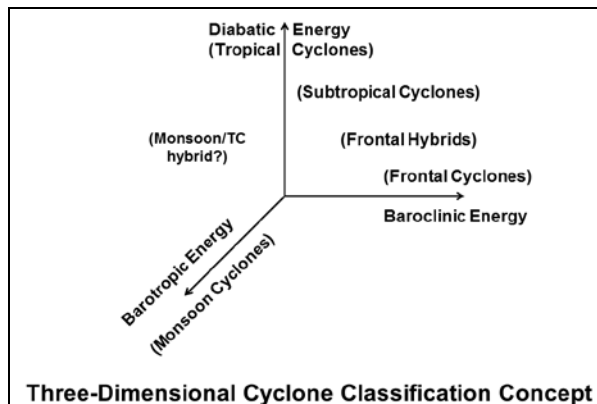 Diabatic Energy
(Tropical Cyclones)
(Subtropical Cyclones)
(Monsoon/TC
hybrid?)
(Frontal Hybrids)
(Frontal Cyclones)
Baroclinic Energy
Barotropic Energy
(Monsoon Cyclones)
Three-Dimensional Cyclone Classification Concept